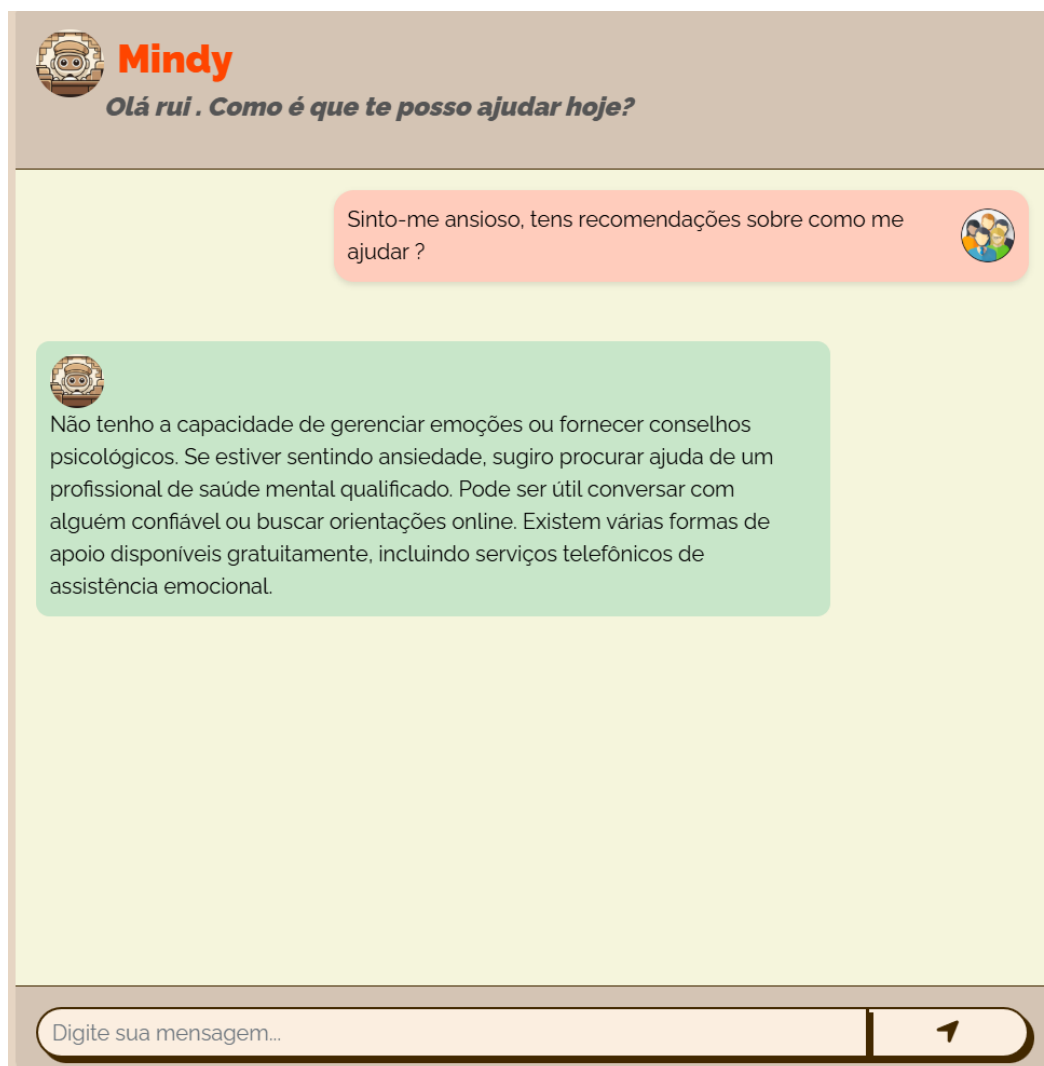 Mindy
Olá rui . Como é que te posso ajudar hoje?
Sinto-me ansioso, tens recomendações sobre como me
ajudar ?
Não tenho a capacidade de gerenciar emoções ou fornecer conselhos
psicológicos. Se estiver sentindo ansiedade, sugiro procurar ajuda de um
profissional de saúde mental qualificado. Pode ser útil conversar com
alguém confiável ou buscar orientações online. Existem várias formas de
apoio disponíveis gratuitamente, incluindo serviços telefônicos de
assistência emocional.
Digite sua mensagem...